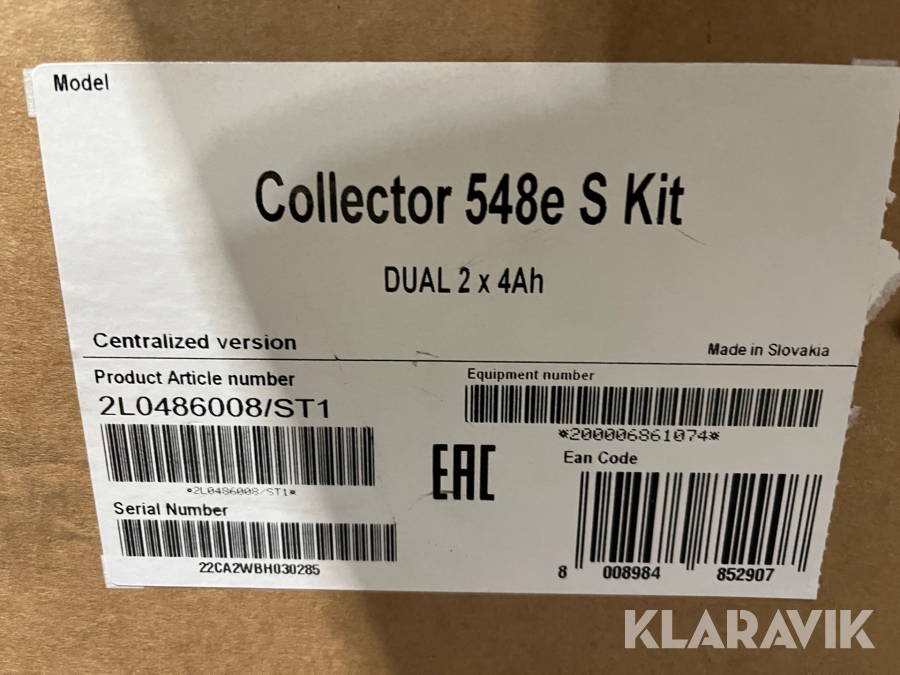 Model
Collector 548e S Kit
DUAL 2 x 4Ah
Centralized version
Made in Slovakia
Product Article number
2L0486008/ST1
*2L0486008/ST1*
Serial Number
22CA2WBH030285
Equipment number
*200006861074*
EAC
Ean Code
8 008984 852907
KLARAVIK